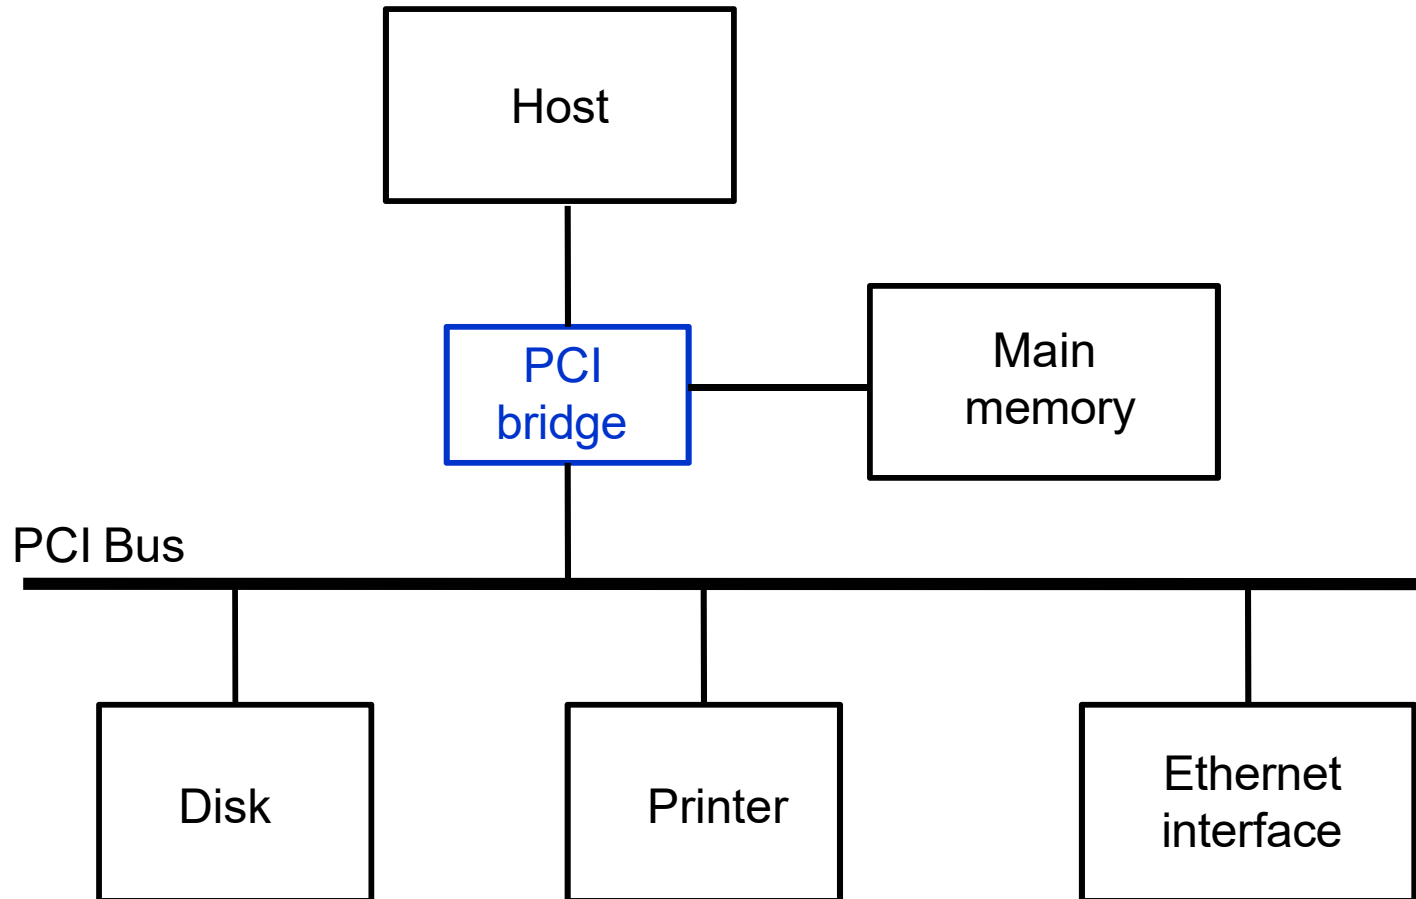 Host
PCI
bridge
Main
memory
PCI Bus
Disk
Printer
Ethernet
interface